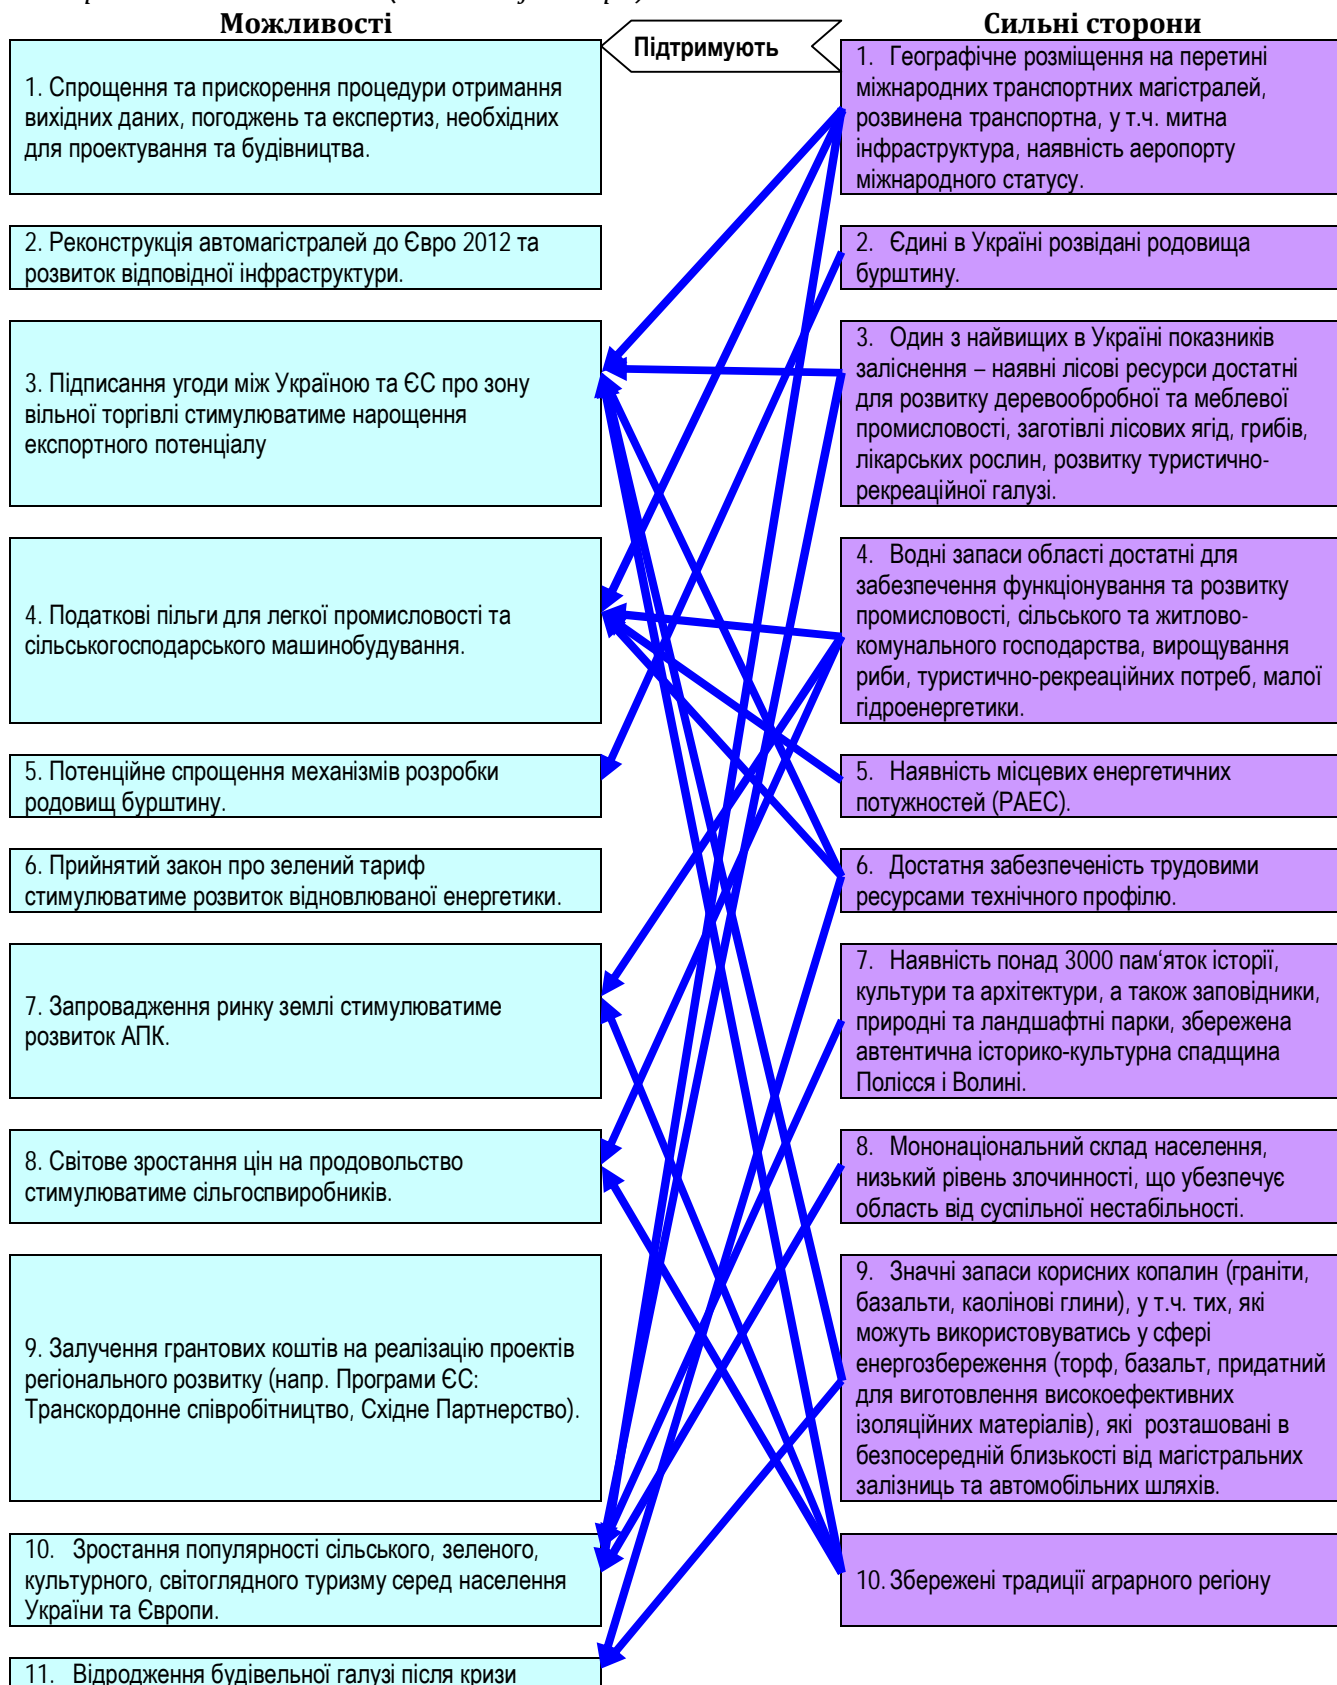 Можливості
Підтримують
Сильні сторони
1. Спрощення та прискорення процедури отримання
вихідних даних, погоджень та експертиз, необхідних
для проектування та будівництва.
2. Реконструкція автомагістралей до Євро 2012 та
розвиток відповідної інфраструктури.
3. Підписання угоди між Україною та ЄС про зону
вільної торгівлі стимулюватиме нарощення
експортного потенціалу
4. Податкові пільги для легкої промисловості та
сільськогосподарського машинобудування.
5. Потенційне спрощення механізмів розробки
родовищ бурштину.
6. Прийнятий закон про зелений тариф
стимулюватиме розвиток відновлюваної енергетики.
7. Запровадження ринку землі стимулюватиме
розвиток АПК.
8. Світове зростання цін на продовольство
стимулюватиме сільгоспвиробників.
9. Залучення грантових коштів на реалізацію проектів
регіонального розвитку (напр. Програми ЄС:
Транскордонне співробітництво, Східне Партнерство).
10. Зростання популярності сільського, зеленого,
культурного, світоглядного туризму серед населення
України та Європи.
11. Відродження будівельної галузі після кризи
1. Географічне розміщення на перетині
міжнародних транспортних магістралей,
розвинена транспортна, у т.ч. митна
інфраструктура, наявність аеропорту
міжнародного статусу.
2. Єдині в Україні розвідані родовища
бурштину.
3. Один з найвищих в Україні показників
заліснення – наявні лісові ресурси достатні
для розвитку деревообробної та меблевої
промисловості, заготівлі лісових ягід, грибів,
лікарських рослин, розвитку туристично-
рекреаційної галузі.
4. Водні запаси області достатні для
забезпечення функціонування та розвитку
промисловості, сільського та житлово-
комунального господарства, вирощування
риби, туристично-рекреаційних потреб, малої
гідроенергетики.
5. Наявність місцевих енергетичних
потужностей (РАЕС).
6. Достатня забезпеченість трудовими
ресурсами технічного профілю.
7. Наявність понад 3000 пам'яток історії,
культури та архітектури, а також заповідники,
природні та ландшафтні парки, збережена
автентична історико-культурна спадщина
Полісся і Волині.
8. Мононаціональний склад населення,
низький рівень злочинності, що убезпечує
область від суспільної нестабільності.
9. Значні запаси корисних копалин (граніти,
базальти, каолінові глини), у т.ч. тих, які
можуть використовуватись у сфері
енергозбереження (торф, базальт, придатний
для виготовлення високоефективних
ізоляційних матеріалів), які розташовані в
безпосередній близькості від магістральних
залізниць та автомобільних шляхів.
10. Збережені традиції аграрного регіону